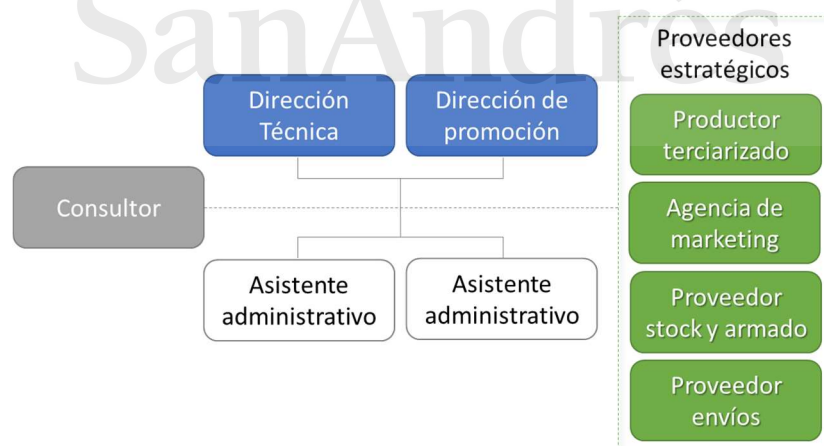 SanAndrés
Proveedores
estratégicos
Dirección
Técnica
Dirección de
promoción
Productor
terciarizado
Consultor
Agencia de
marketing
Asistente
administrativo
Asistente
administrativo
Proveedor
stock y armado
Proveedor
envíos